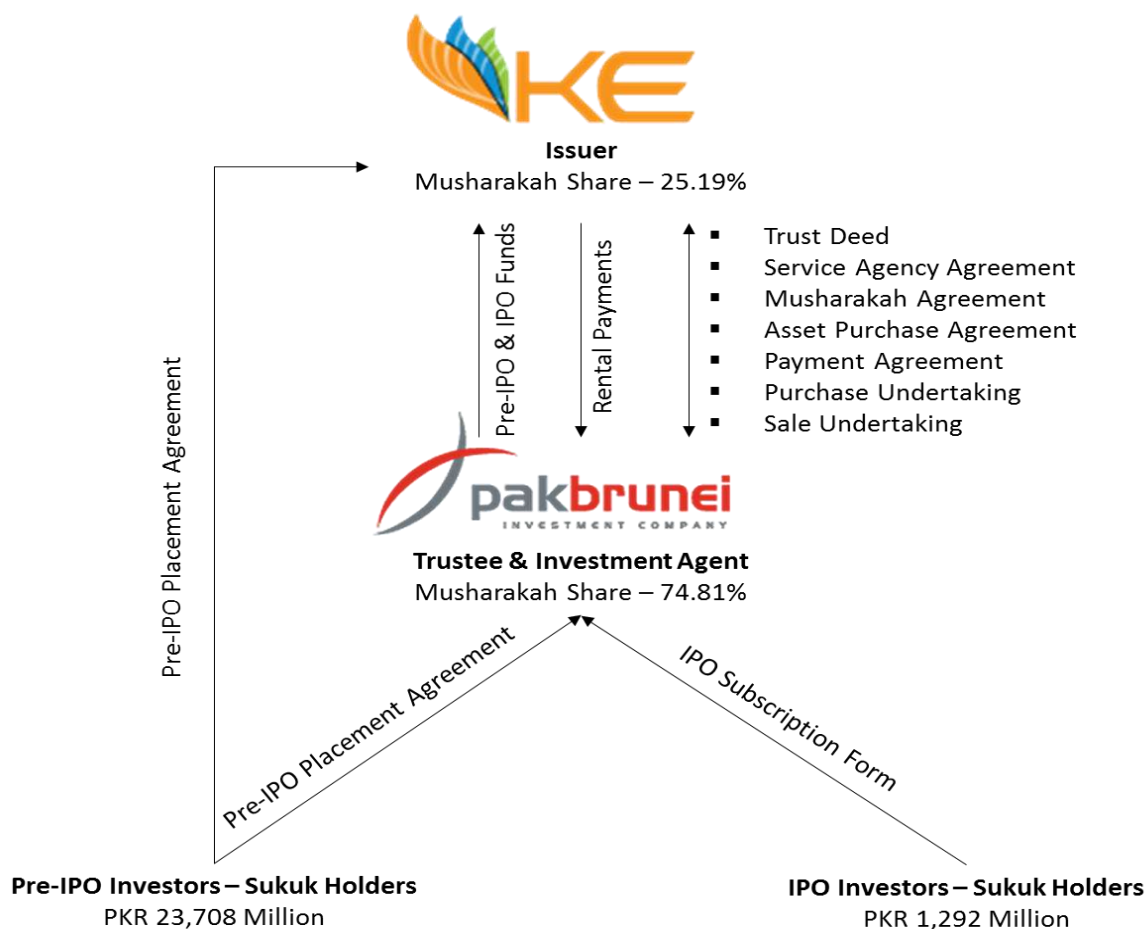 KE
Issuer
Musharakah Share – 25.19%
Pre-IPO Placement Agreement
Pre-IPO & IPO Funds
Rental Payments
▪ Trust Deed
▪ Service Agency Agreement
▪ Musharakah Agreement
▪ Asset Purchase Agreement
▪ Payment Agreement
▪ Purchase Undertaking
▪ Sale Undertaking
pakbrunei
INVESTMENT COMPANY
Trustee & Investment Agent
Musharakah Share – 74.81%
Pre-IPO Placement Agreement
IPO Subscription Form
Pre-IPO Investors – Sukuk Holders
PKR 23,708 Million
IPO Investors – Sukuk Holders
PKR 1,292 Million